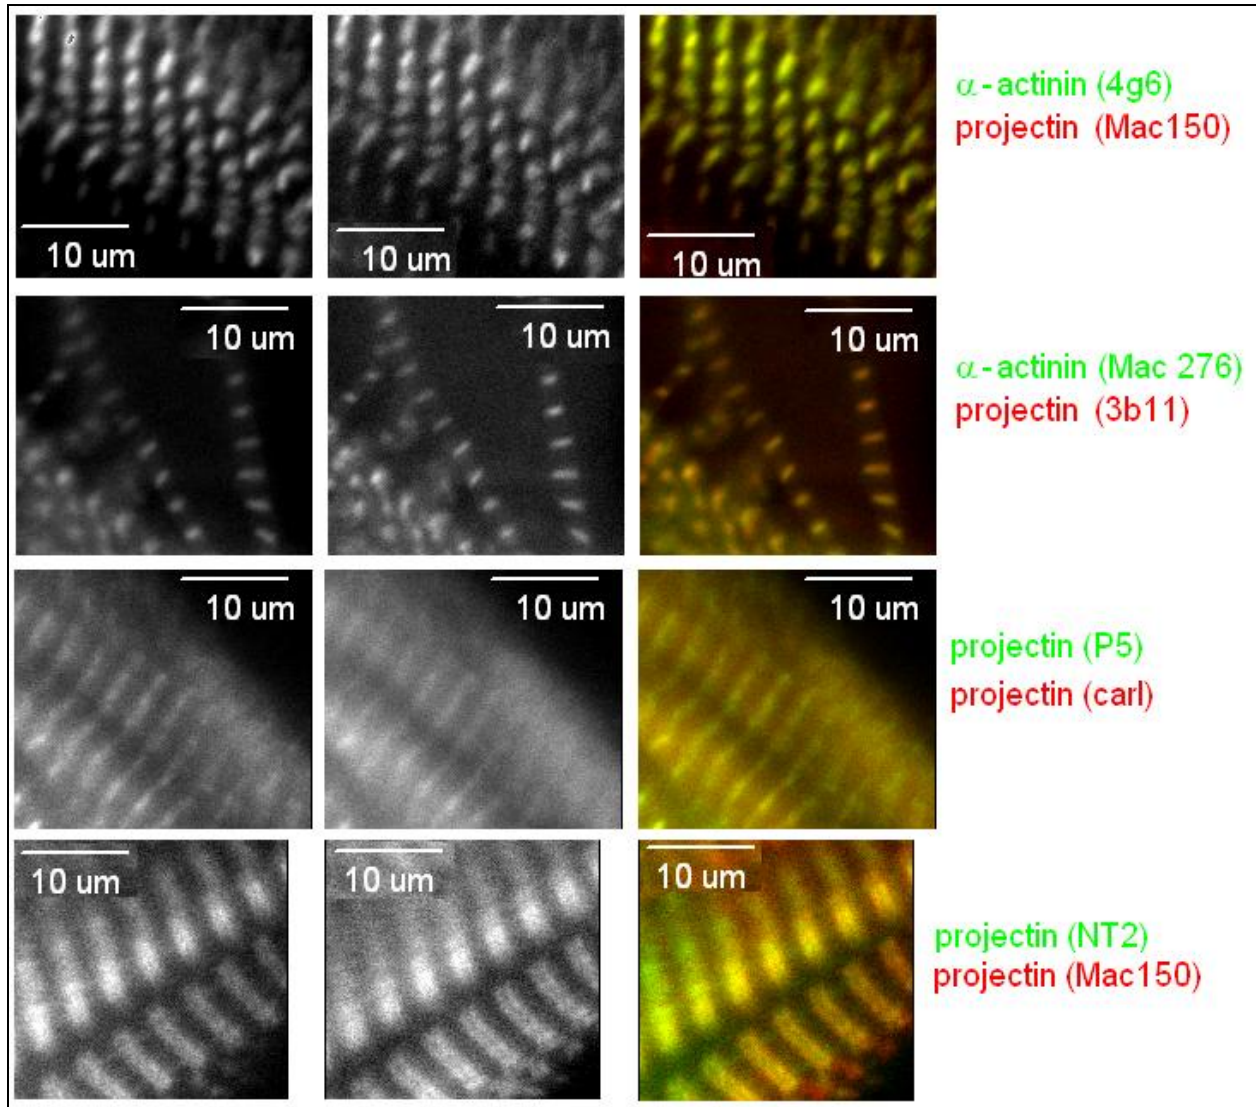 10 um
10 um
10 um
α-actinin (4g6)
projectin (Mac150)
10 um
10 um
10 um
α-actinin (Mac 276)
projectin (3b11)
10 um
10 um
10 um
projectin (P5)
projectin (carl)
10 um
10 um
10 um
projectin (NT2)
projectin (Mac150)